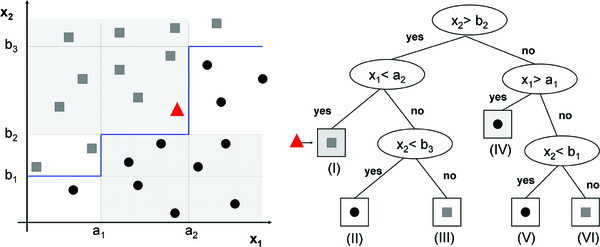 x2
b3
b2
b1
a1
a2
x1
x2> b2
yes
no
x1< a2
x1> a1
yes
no
yes
no
(I)
x2< b3
(IV)
x2< b1
yes
no
yes
no
(II)
(III)
(V)
(VI)